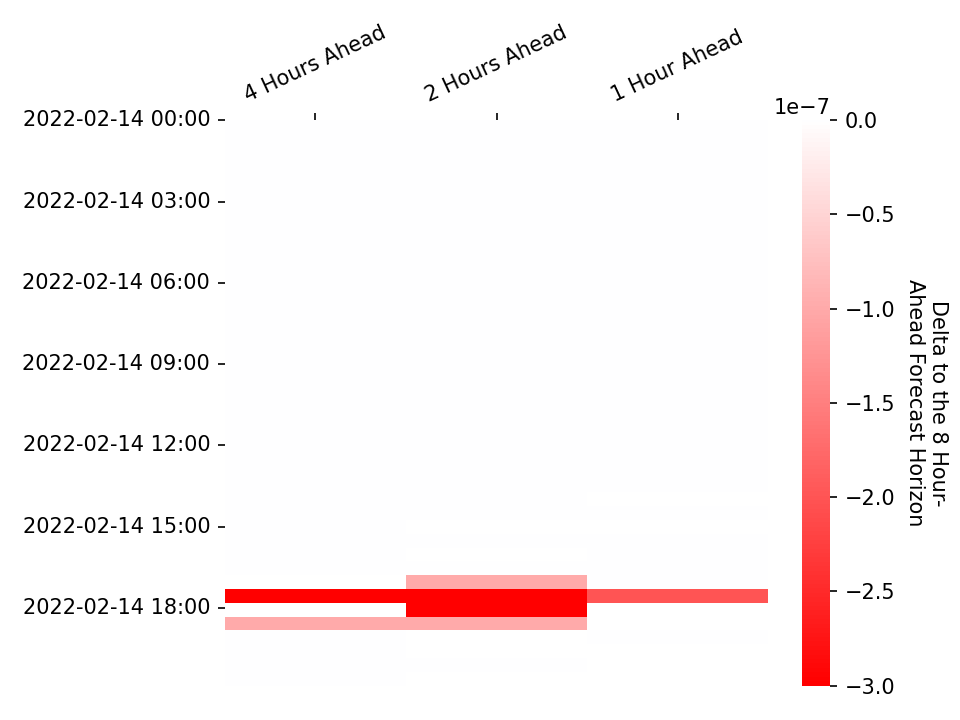 4 Hours Ahead
2 Hours Ahead
1 Hour Ahead
2022-02-14 00:00
2022-02-14 03:00
2022-02-14 06:00
2022-02-14 09:00
2022-02-14 12:00
2022-02-14 15:00
2022-02-14 18:00
1e−7
0.0
−0.5
−1.0
−1.5
−2.0
−2.5
−3.0
Delta to the 8 Hour-
Ahead Forecast Horizon